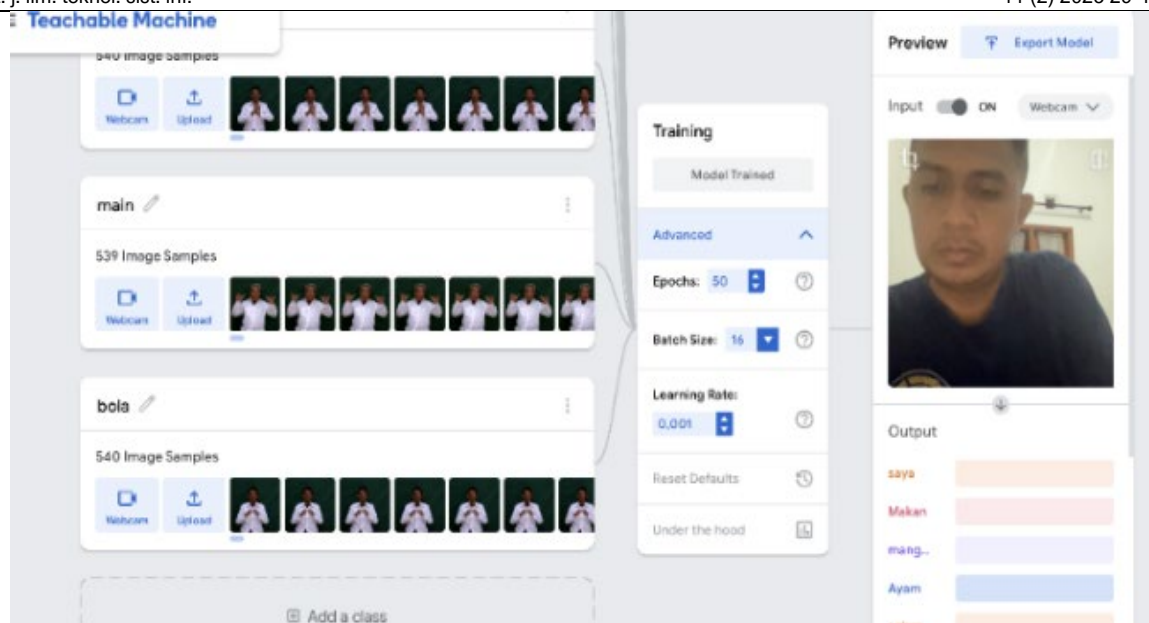 Teachable Machine
540 Image Samples
Webcam
Upload
main
539 Image Samples
Webcam
Upload
bola
540 Image Samples
Webcam
Upload
Add a class
Training
Model Trained
Advanced
Epochs: 50
Batch Size: 16
Learning Rate:
0,001
Reset Defaults
Under the hood
Preview
Export Model
Input ON Webcam
Output
saya
Makan
mang...
Ayam